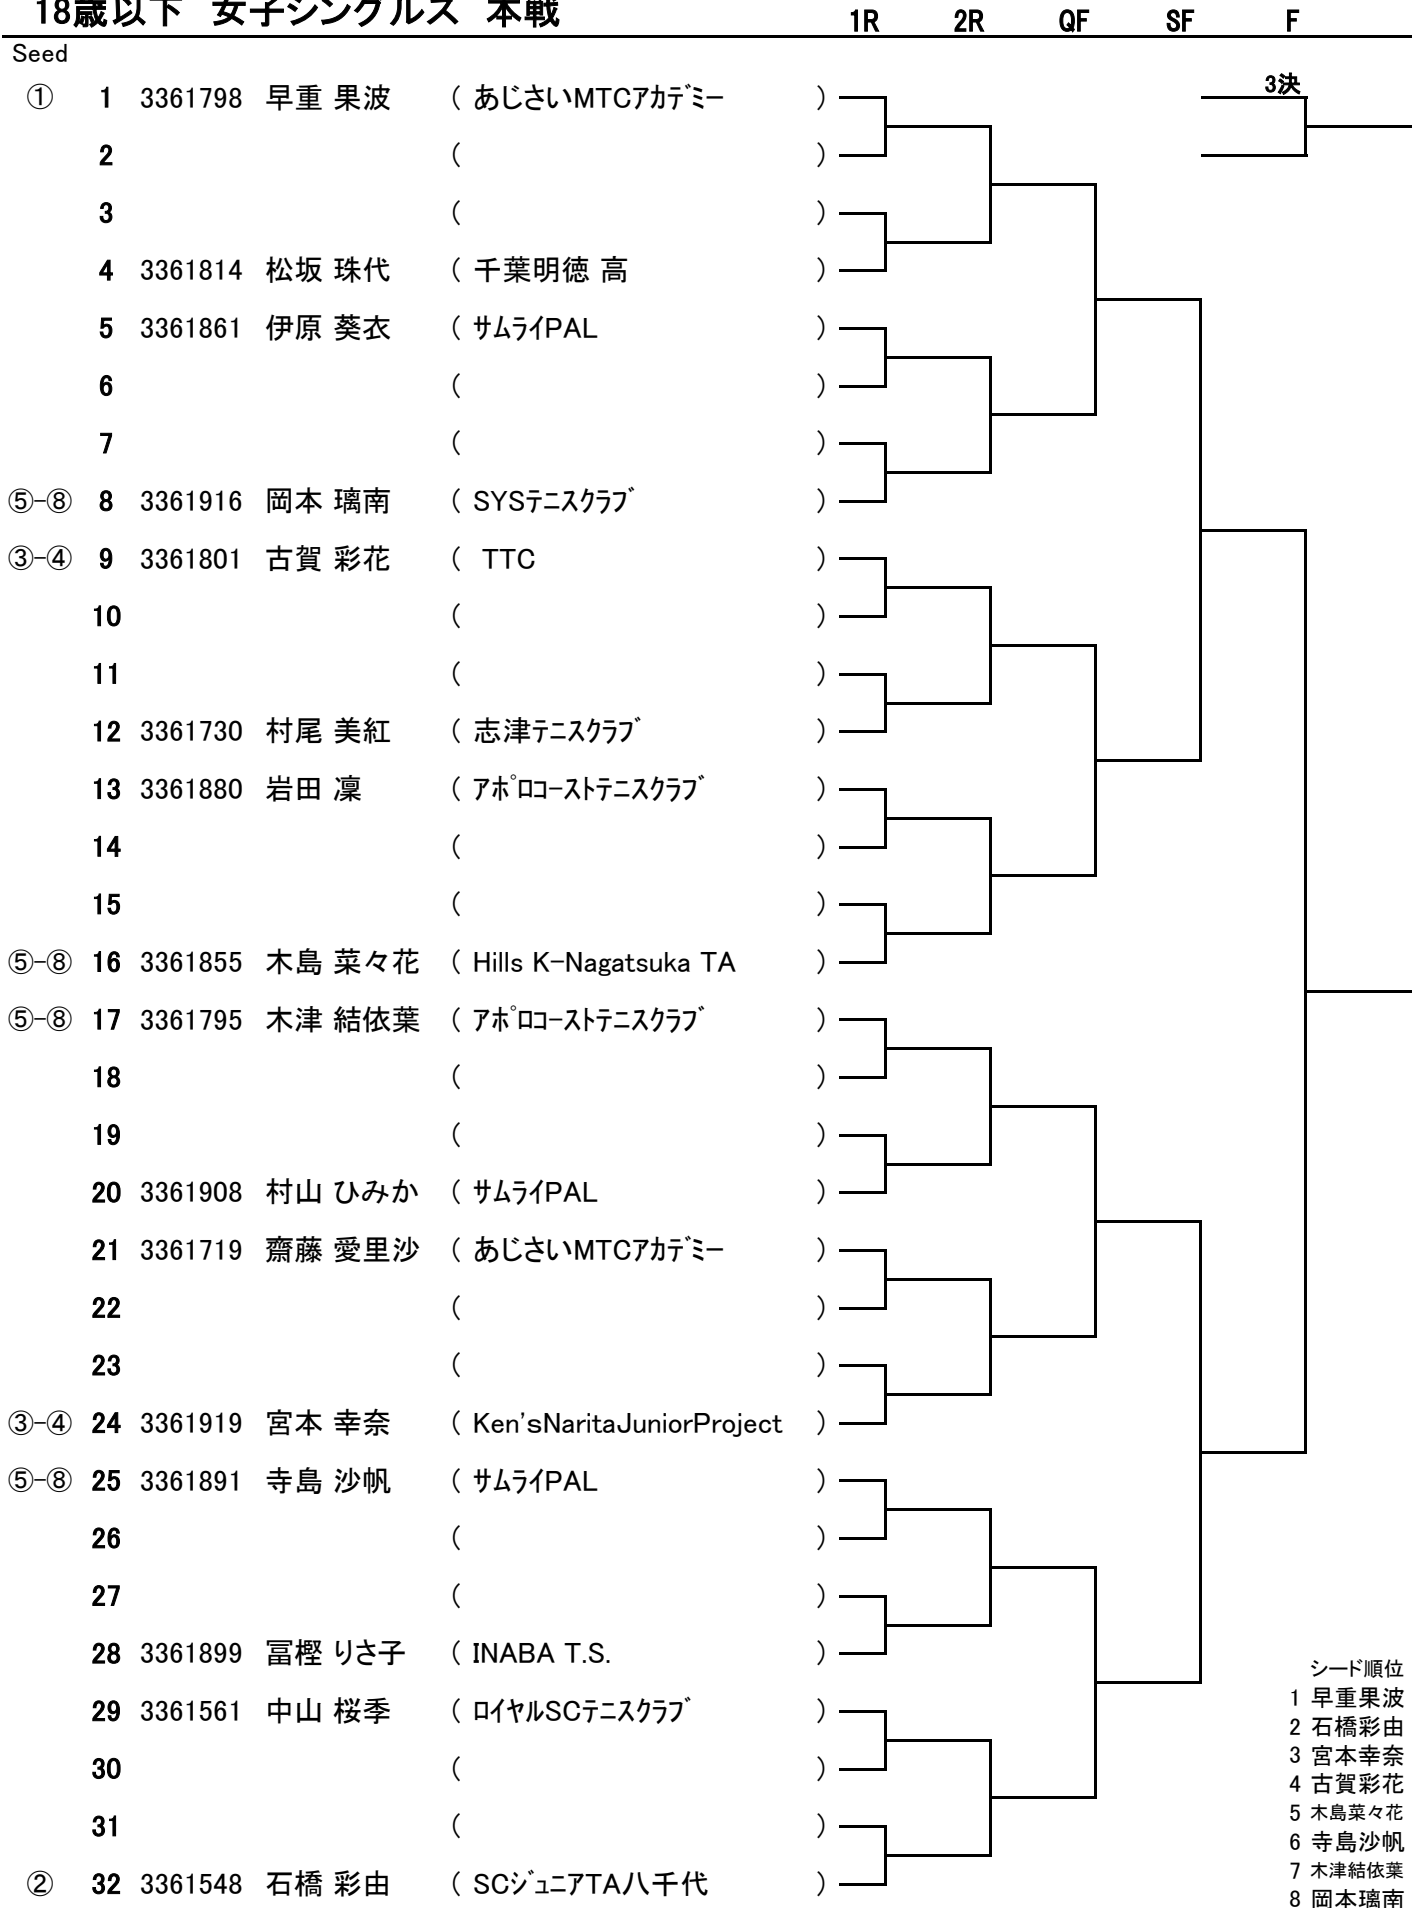 18歳以下 女子シングルス 本戦 1R 2R QF SF F
Seed
3決
① 1 3361798 早重 果波 ( あじさいMTCｱｶﾃﾞﾐｰ )
2 ( )
3 ( )
4 3361814 松坂 珠代 ( 千葉明徳 高 )
5 3361861 伊原 葵衣 ( ｻﾑﾗｲPAL )
6 ( )
7 ( )
⑤-⑧ 8 3361916 岡本 璃南 ( SYSﾃﾆｽｸﾗﾌﾞ )
③-④ 9 3361801 古賀 彩花 ( TTC )
10 ( )
11 ( )
12 3361730 村尾 美紅 ( 志津ﾃﾆｽｸﾗﾌﾞ )
13 3361880 岩田 凜 ( ｱﾎﾟﾛｺｰｽﾄﾃﾆｽｸﾗﾌﾞ )
14 ( )
15 ( )
⑤-⑧ 16 3361855 木島 菜々花 ( Hills K-Nagatsuka TA )
⑤-⑧ 17 3361795 木津 結依葉 ( ｱﾎﾟﾛｺｰｽﾄﾃﾆｽｸﾗﾌﾞ )
18 ( )
19 ( )
20 3361908 村山 ひみか ( ｻﾑﾗｲPAL )
21 3361719 齋藤 愛里沙 ( あじさいMTCｱｶﾃﾞﾐｰ )
22 ( )
23 ( )
③-④ 24 3361919 宮本 幸奈 ( Ken'sNaritaJuniorProject )
⑤-⑧ 25 3361891 寺島 沙帆 ( ｻﾑﾗｲPAL )
26 ( )
27 ( )
28 3361899 冨樫 りさ子 ( INABA T.S. )
29 3361561 中山 桜季 ( ﾛｲﾔﾙSCﾃﾆｽｸﾗﾌﾞ )
30 ( )
31 ( )
② 32 3361548 石橋 彩由 ( SCｼﾞｭﾆｱTA八千代 )
シード順位
1 早重果波
2 石橋彩由
3 宮本幸奈
4 古賀彩花
5 木島菜々花
6 寺島沙帆
7 木津結依葉
8 岡本璃南